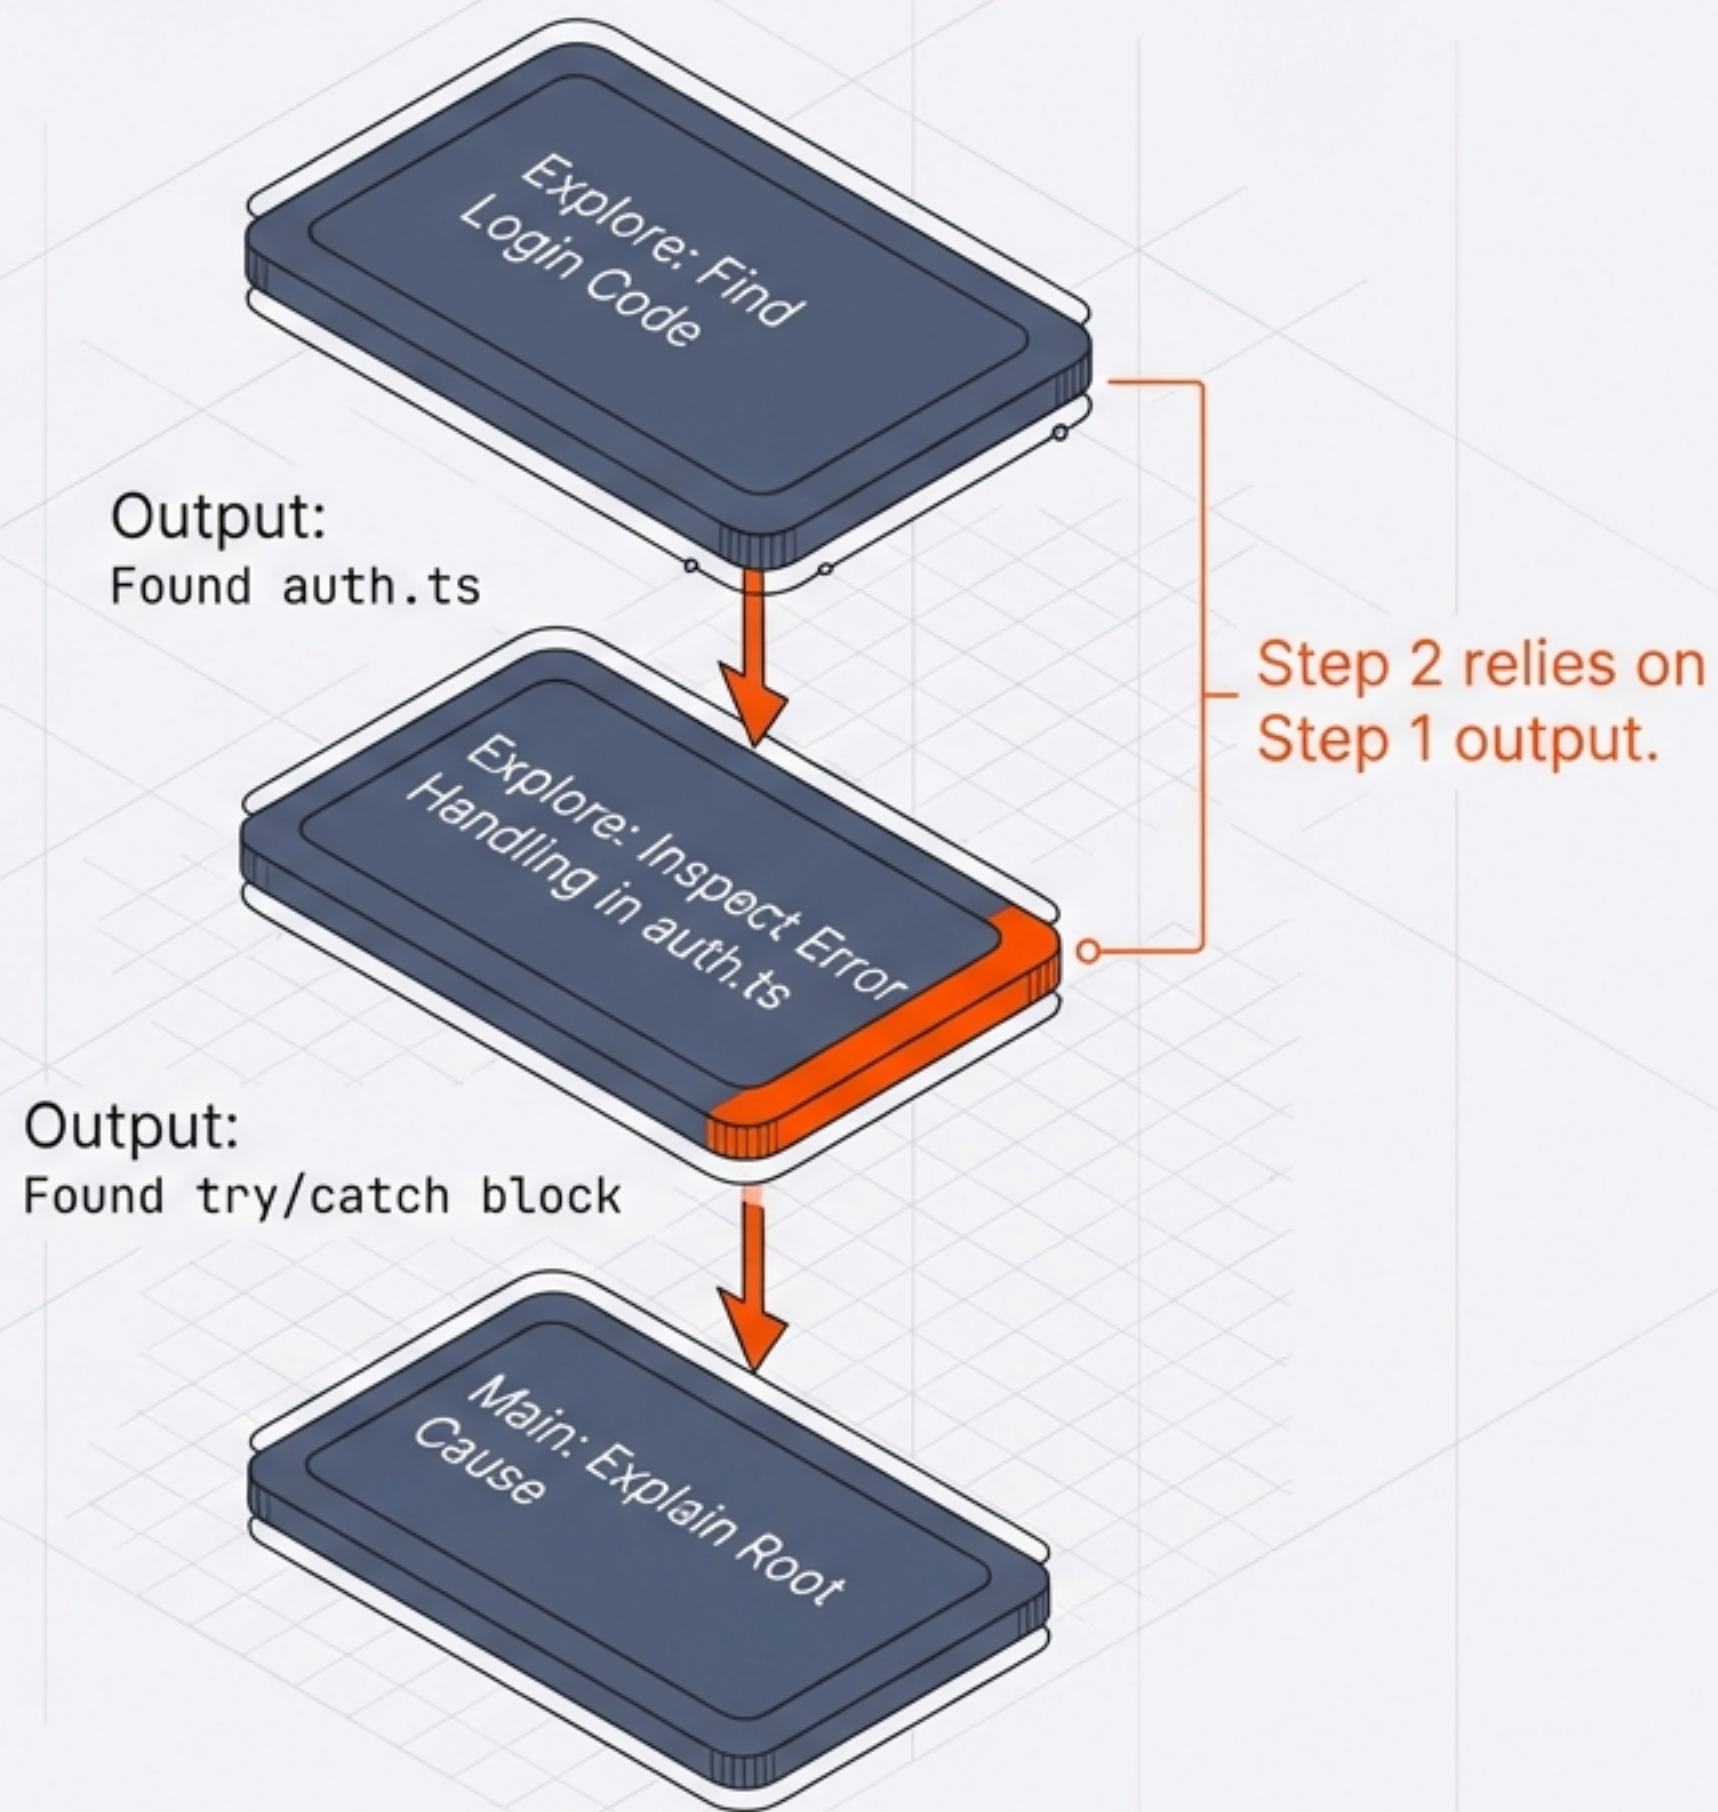 Explore: Find
Login Code
Output:
Found auth.ts
Step 2 relies on
Step 1 output.
Explore: Inspect Error
Handling in auth.ts
Output:
Found try/catch block
Main: Explain Root
Cause